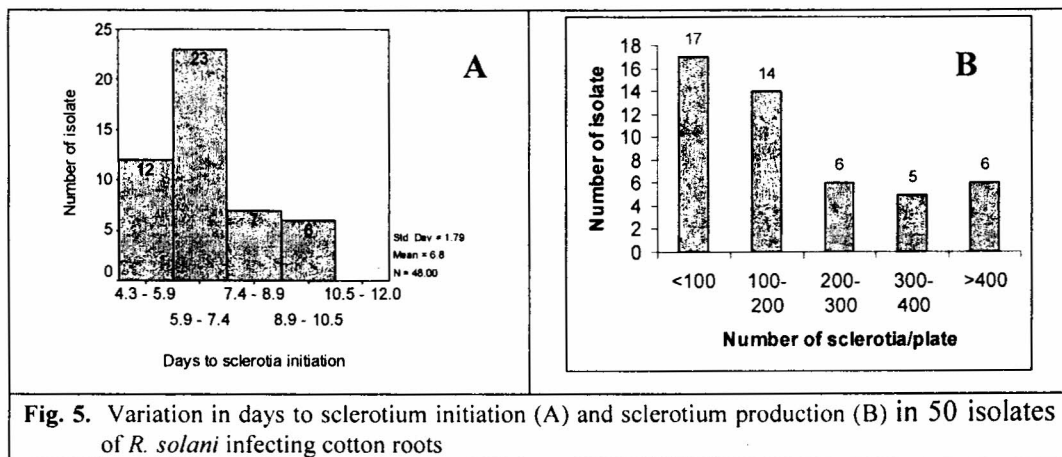 25
20
15
10
5
0
Number of isolate
12
23
7
6
A
Std Dev = 1.79
Mean = 6.8
N = 48.00
4.3 - 5.9
7.4 - 8.9
10.5 - 12.0
5.9 - 7.4
8.9 - 10.5
Days to sclerotia initiation
18
16
14
12
10
8
6
4
2
0
Number of isolate
17
14
6
5
6
B
<100
100-
200
200-
300
300-
400
>400
Number of sclerotia/plate
Fig. 5. Variation in days to sclerotium initiation (A) and sclerotium production (B) in 50 isolates
of R. solani infecting cotton roots